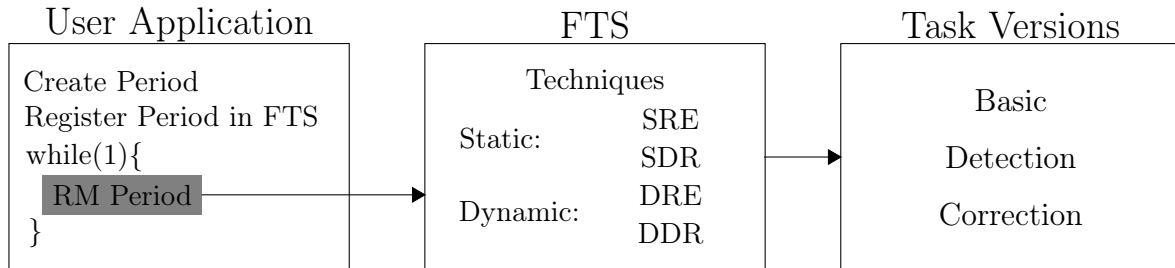 User Application
Create Period
Register Period in FTS
while(1){
RM Period
}
FTS
Techniques
Static:
SRE
SDR
Dynamic:
DRE
DDR
Task Versions
Basic
Detection
Correction